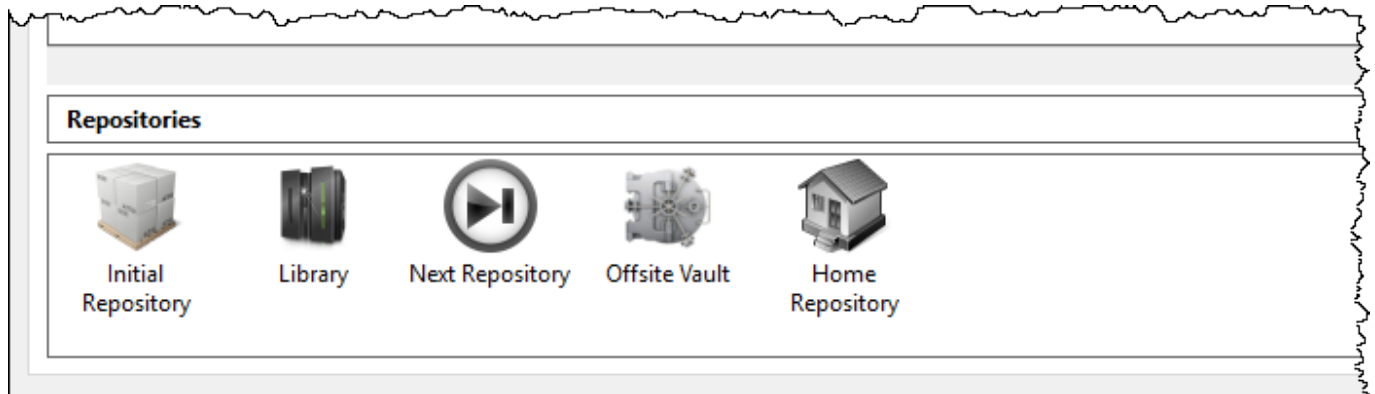 Repositories
Initial
Repository
Library
Next Repository
Offsite Vault
Home
Repository